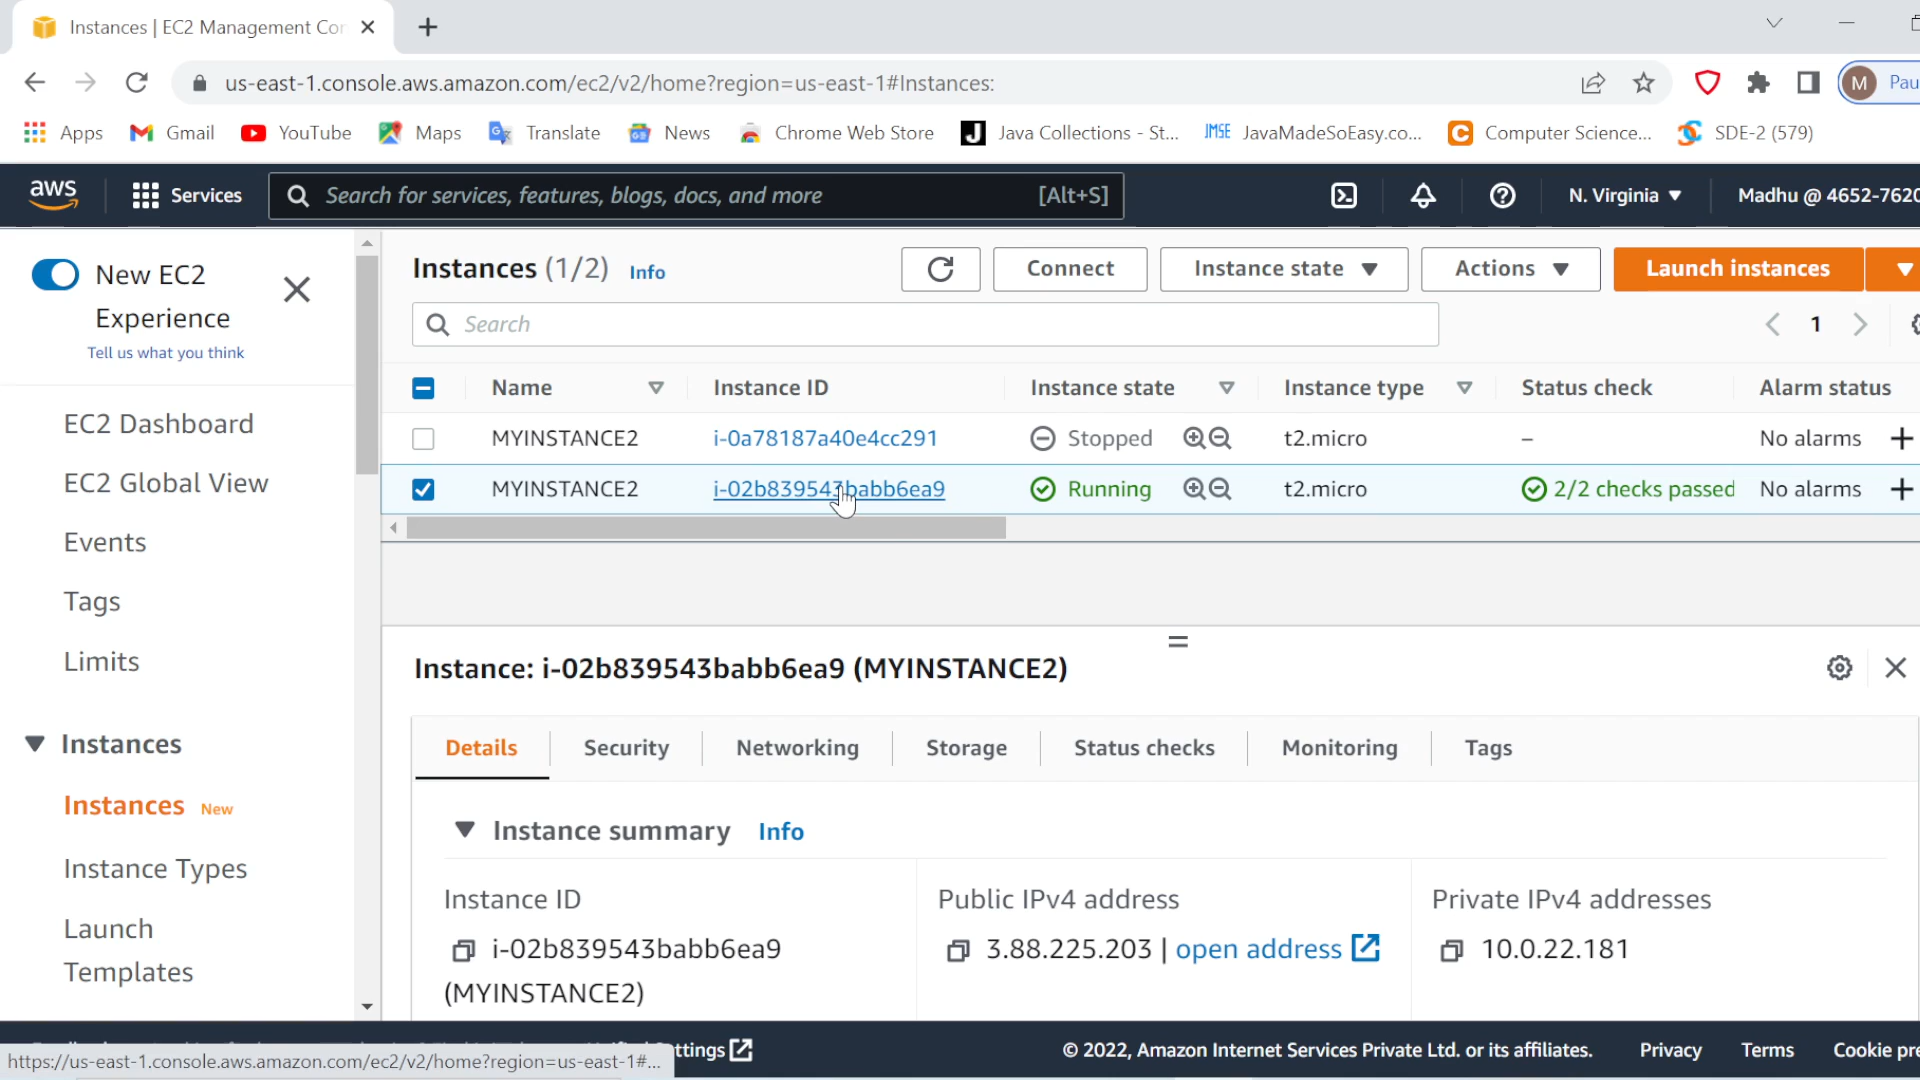 Instances | EC2 Management Cor
us-east-1.console.aws.amazon.com/ec2/v2/home?region=us-east-1#Instances:
M Pau
Apps Gmail YouTube Maps Translate News Chrome Web Store J Java Collections - St... JMSE JavaMadeSoEasy.co... C Computer Science... SDE-2 (579)
aws Services Search for services, features, blogs, docs, and more [Alt+S] N. Virginia Madhu @ 4652-7620
New EC2
Experience
Tell us what you think
EC2 Dashboard
EC2 Global View
Events
Tags
Limits
Instances
Instances New
Instance Types
Launch
Templates
Instances (1/2) Info Connect Instance state Actions Launch instances
Search 1
Name Instance ID Instance state Instance type Status check Alarm status
MYINSTANCE2 i-0a78187a40e4cc291 Stopped t2.micro – No alarms
MYINSTANCE2 i-02b839543babb6ea9 Running t2.micro 2/2 checks passed No alarms
Instance: i-02b839543babb6ea9 (MYINSTANCE2)
Details Security Networking Storage Status checks Monitoring Tags
Instance summary Info
Instance ID Public IPv4 address Private IPv4 addresses
i-02b839543babb6ea9 3.88.225.203 | open address 10.0.22.181
(MYINSTANCE2)
ttings © 2022, Amazon Internet Services Private Ltd. or its affiliates. Privacy Terms Cookie pre
https://us-east-1.console.aws.amazon.com/ec2/v2/home?region=us-east-1#...